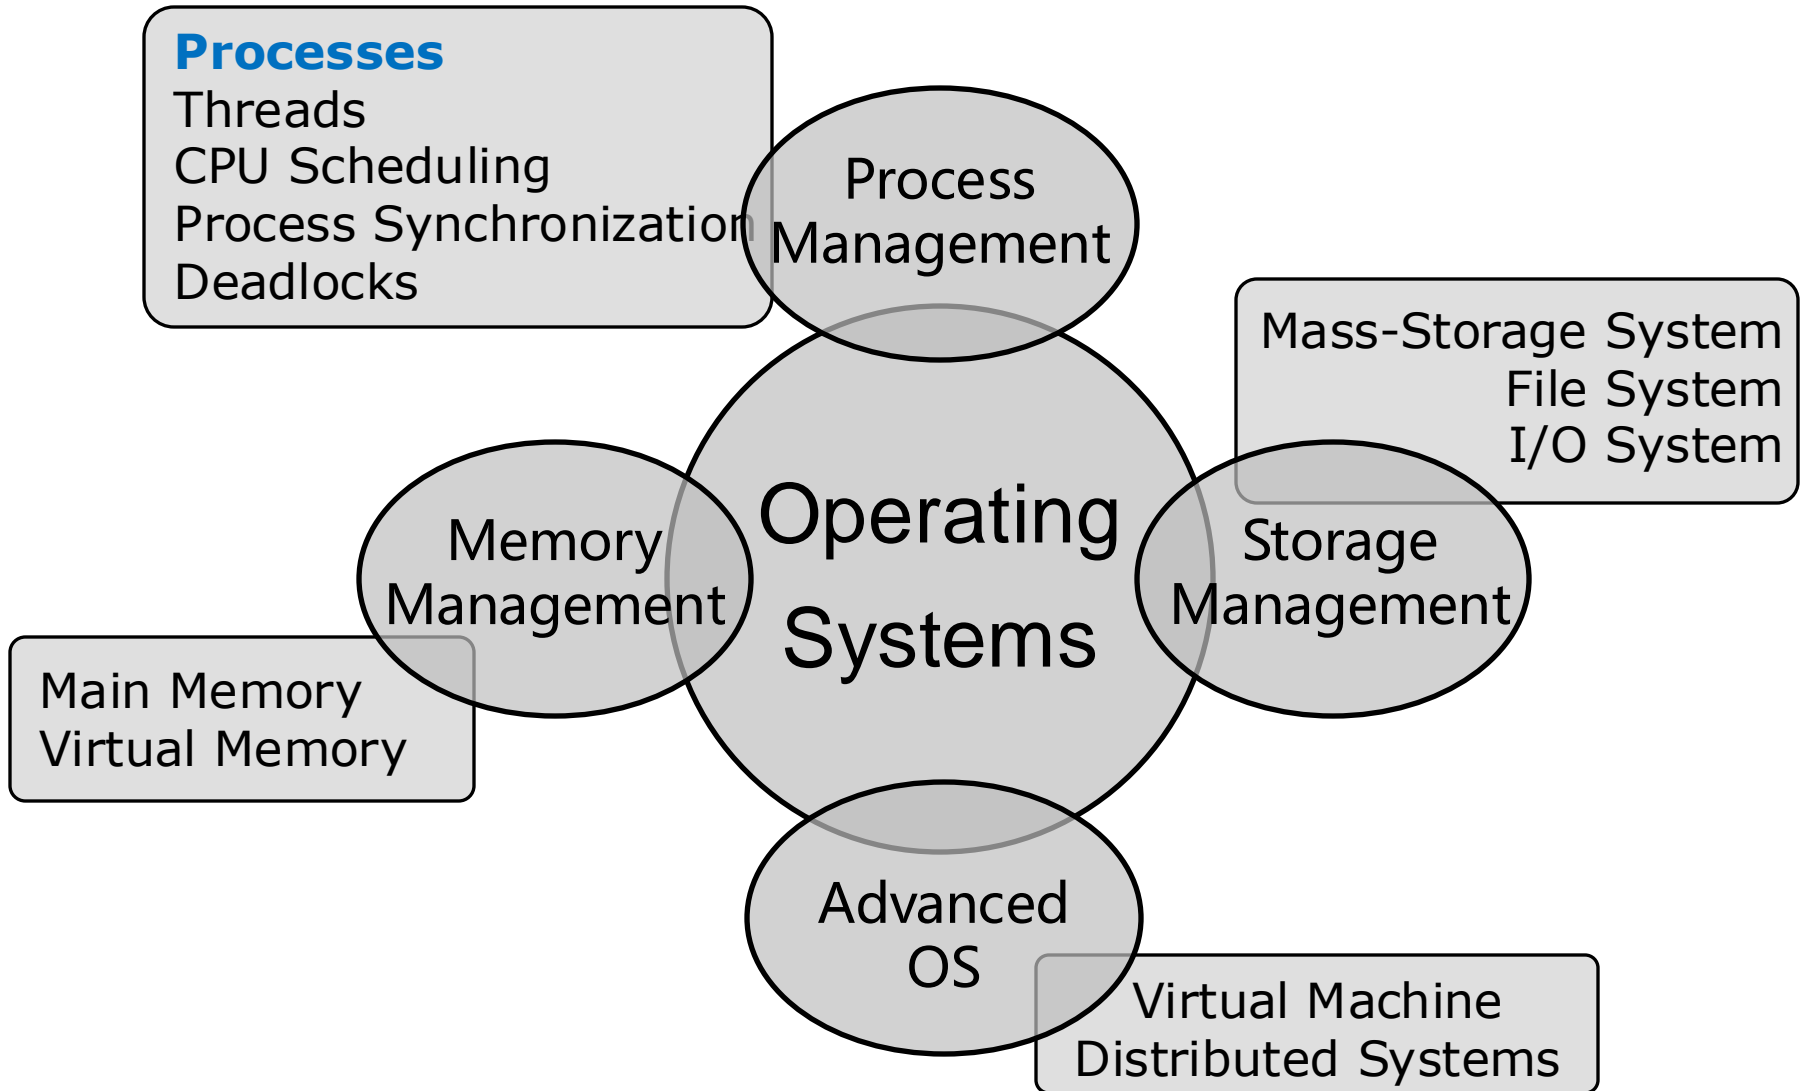 Processes
Threads
CPU Scheduling
Process Synchronization
Deadlocks
Process
Management
Mass-Storage System
File System
I/O System
Memory
Management
Operating
Systems
Storage
Management
Main Memory
Virtual Memory
Advanced
OS
Virtual Machine
Distributed Systems